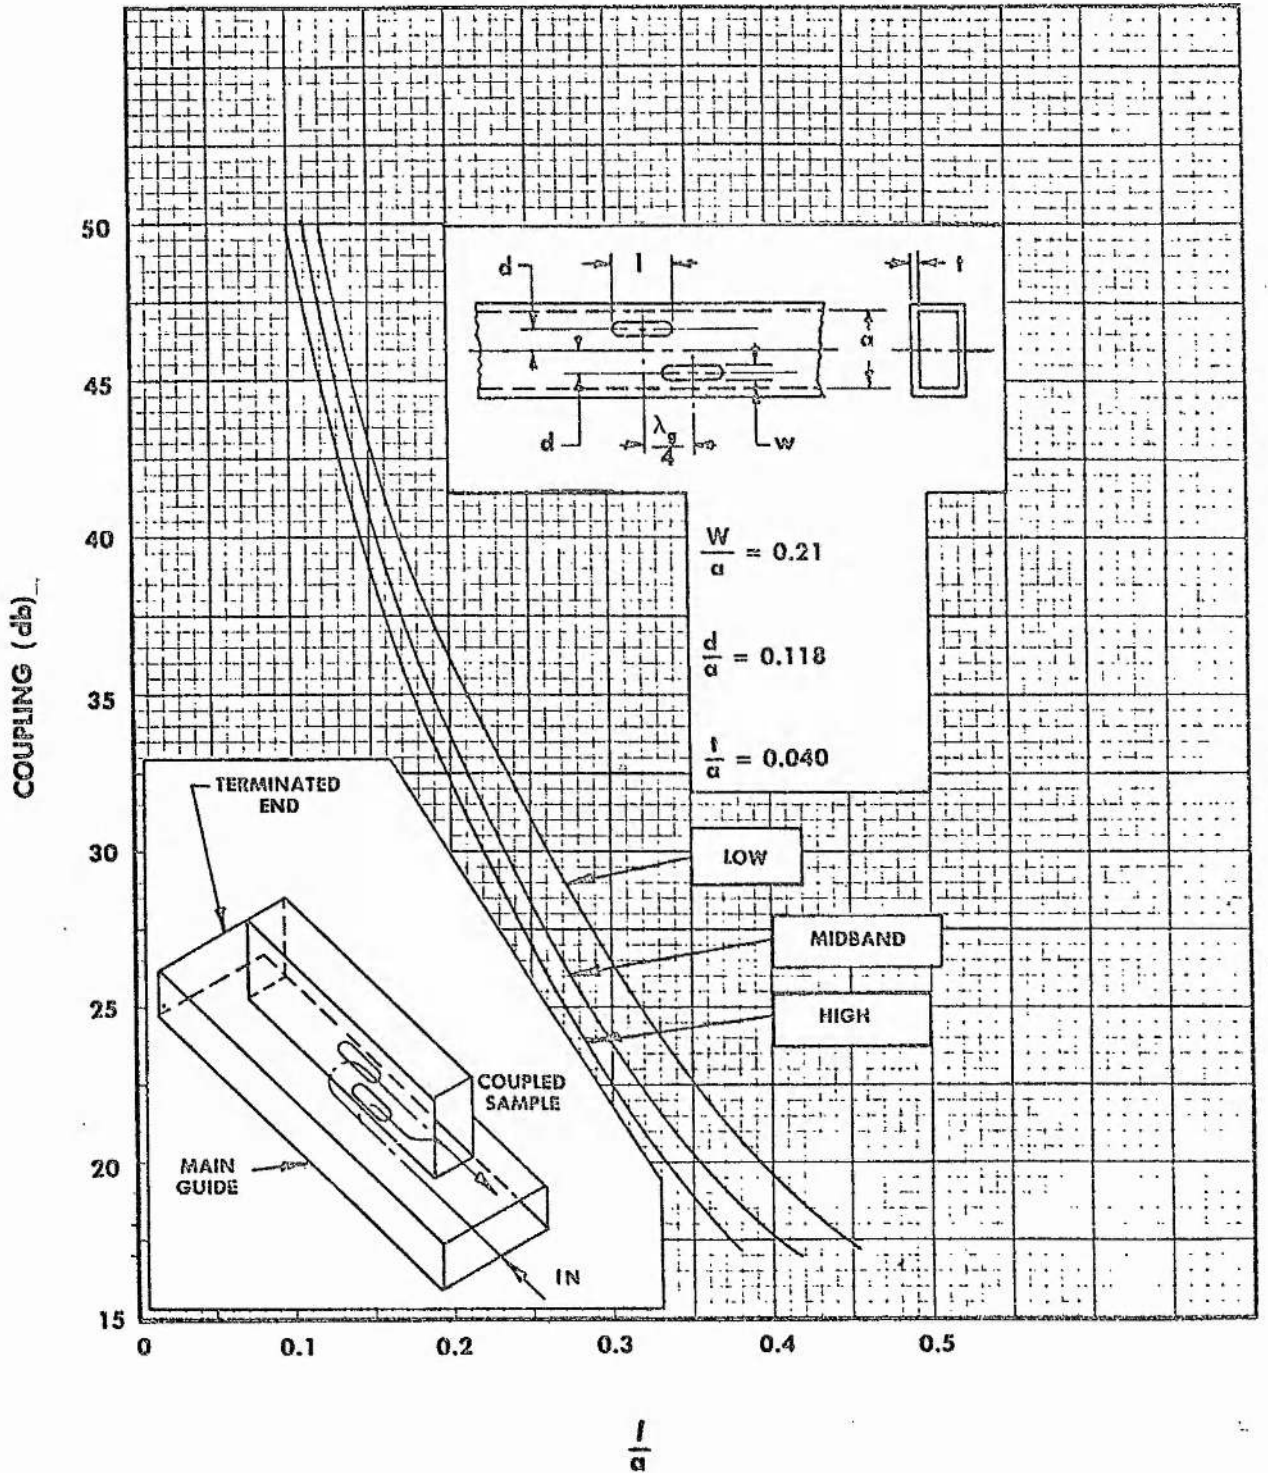 50
45
40
35
30
25
20
15
COUPLING (db)
0
0.1
0.2
0.3
0.4
0.5
l
a
d
l
t
a
d
λg
4
w
W
a
= 0.21
d
a
= 0.118
t
a
= 0.040
LOW
MIDBAND
HIGH
TERMINATED
END
COUPLED
SAMPLE
MAIN
GUIDE
IN